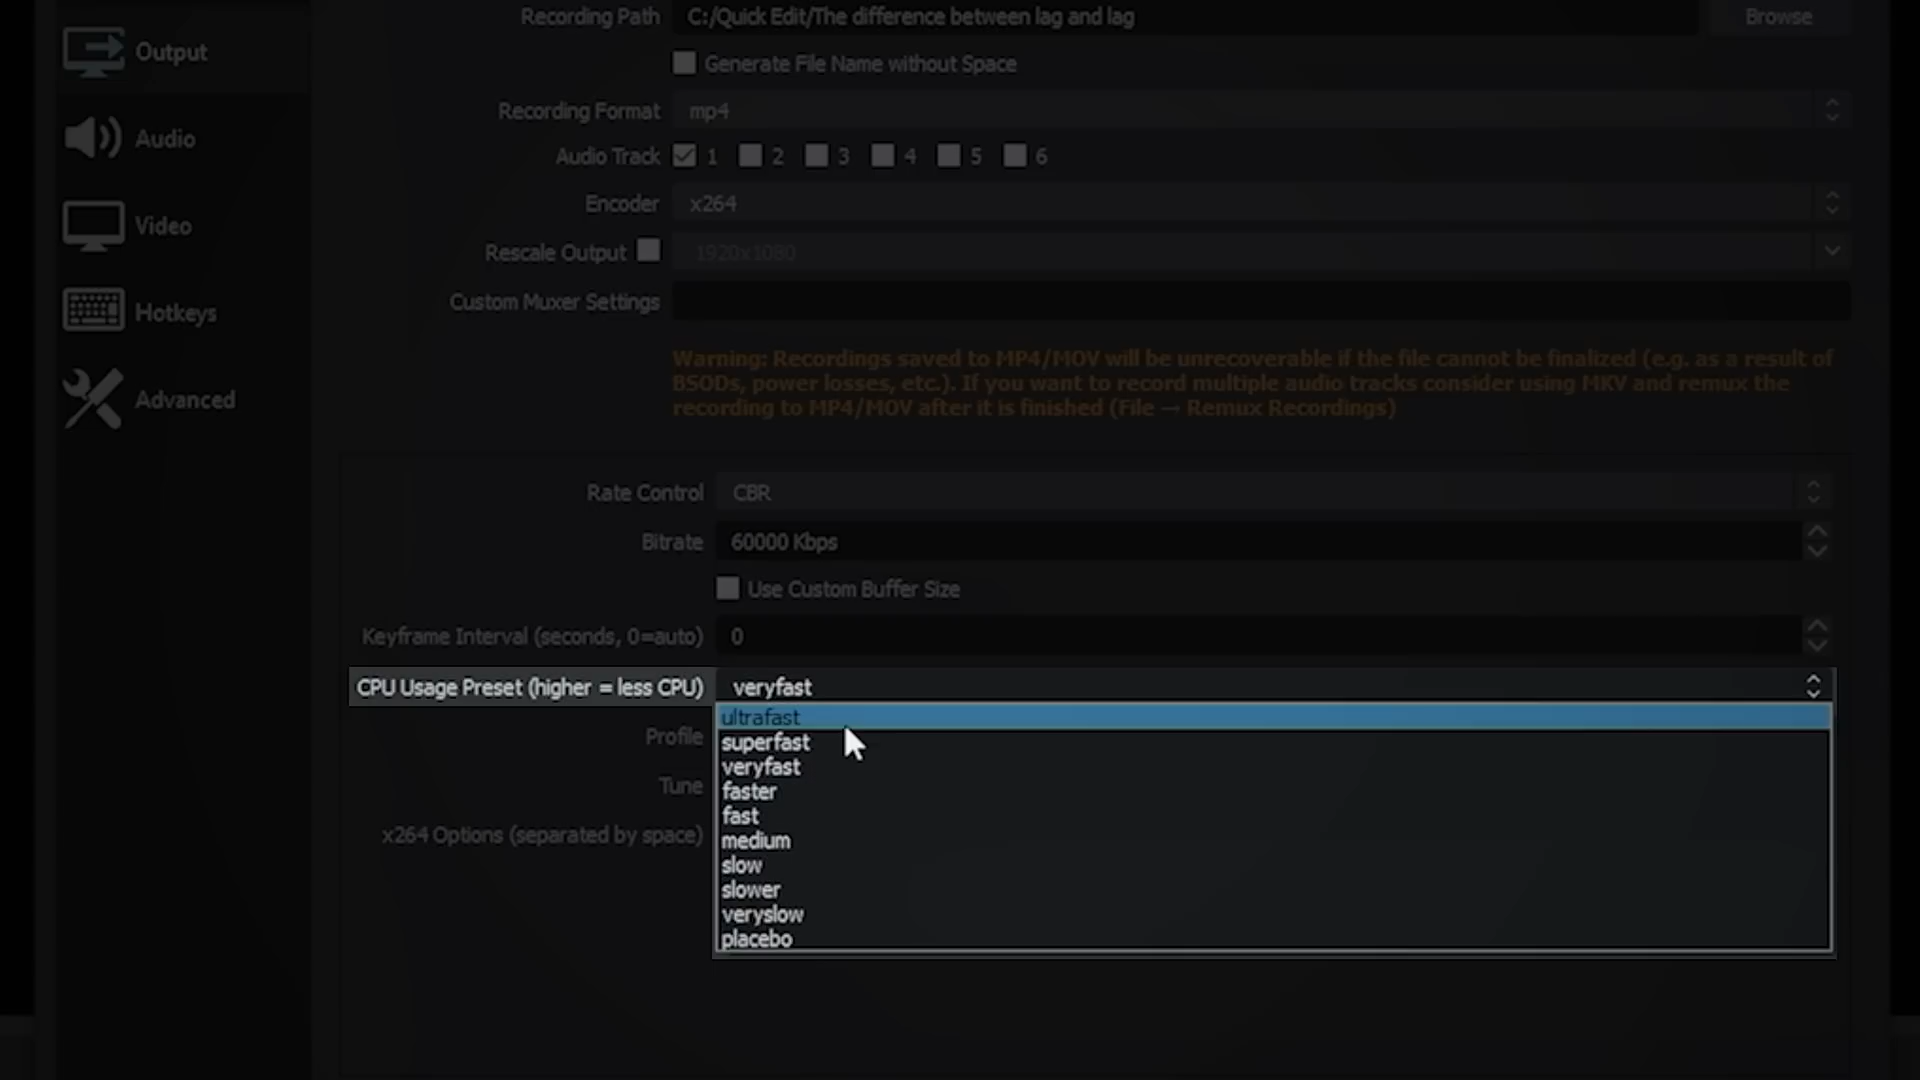 Recording Path C:/Quick Edit/The difference between lag and lag Browse
Output
Generate File Name without Space
Recording Format mp4
Audio
Audio Track 1 2 3 4 5 6
Encoder x264
Video
Rescale Output 1920x1080
Custom Muxer Settings
Hotkeys
Warning: Recordings saved to MP4/MOV will be unrecoverable if the file cannot be finalized (e.g. as a result of
BSODs, power losses, etc.). If you want to record multiple audio tracks consider using MKV and remux the
recording to MP4/MOV after it is finished (File → Remux Recordings)
Advanced
Rate Control CBR
Bitrate 60000 Kbps
Use Custom Buffer Size
Keyframe Interval (seconds, 0=auto) 0
CPU Usage Preset (higher = less CPU) veryfast
ultrafast
Profile
superfast
veryfast
Tune
faster
fast
x264 Options (separated by space)
medium
slow
slower
veryslow
placebo